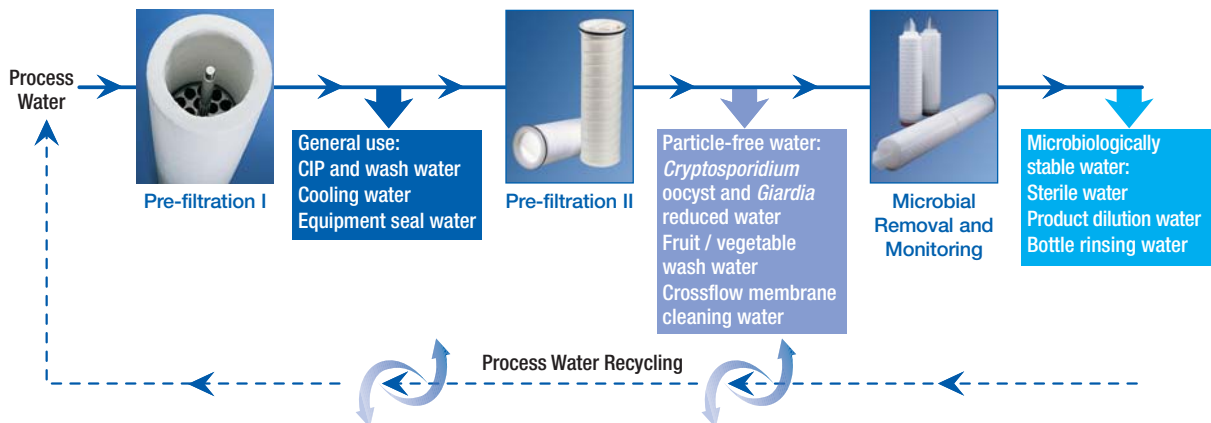 Process
Water
Pre-filtration I
General use:
CIP and wash water
Cooling water
Equipment seal water
Pre-filtration II
Particle-free water:
Cryptosporidium
oocyst and Giardia
reduced water
Fruit / vegetable
wash water
Crossflow membrane
cleaning water
Microbial
Removal and
Monitoring
Microbiologically
stable water:
Sterile water
Product dilution water
Bottle rinsing water
Process Water Recycling